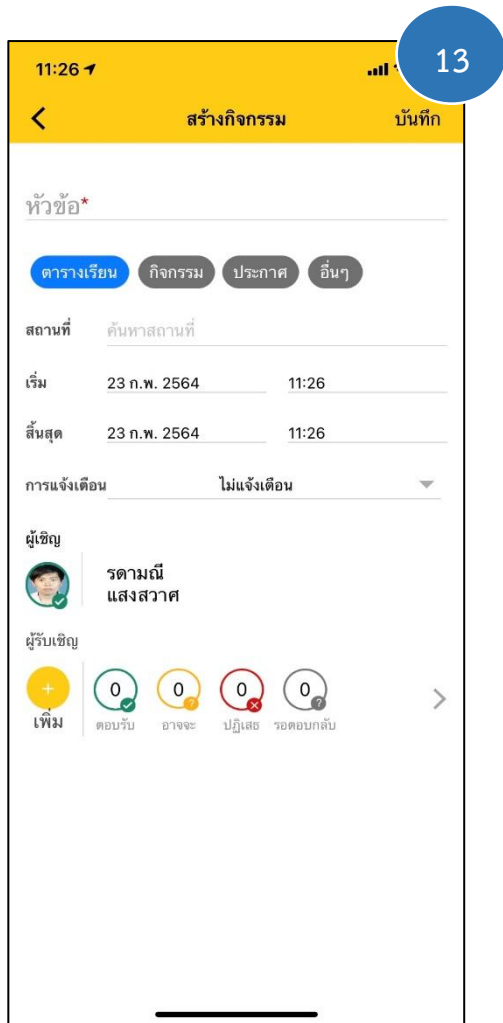 13
11:26
สร้างกิจกรรม บันทึก
หัวข้อ*
ตารางเรียน กิจกรรม ประกาศ อื่นๆ
สถานที่ ค้นหาสถานที่
เริ่ม 23 ก.พ. 2564 11:26
สิ้นสุด 23 ก.พ. 2564 11:26
การแจ้งเตือน ไม่แจ้งเตือน
ผู้เชิญ
รดามณี
แสงสวาศ
ผู้รับเชิญ
+ 0 0 ? 0 0 ?
เพิ่ม ตอบรับ อาจจะ ปฏิเสธ รอตอบกลับ